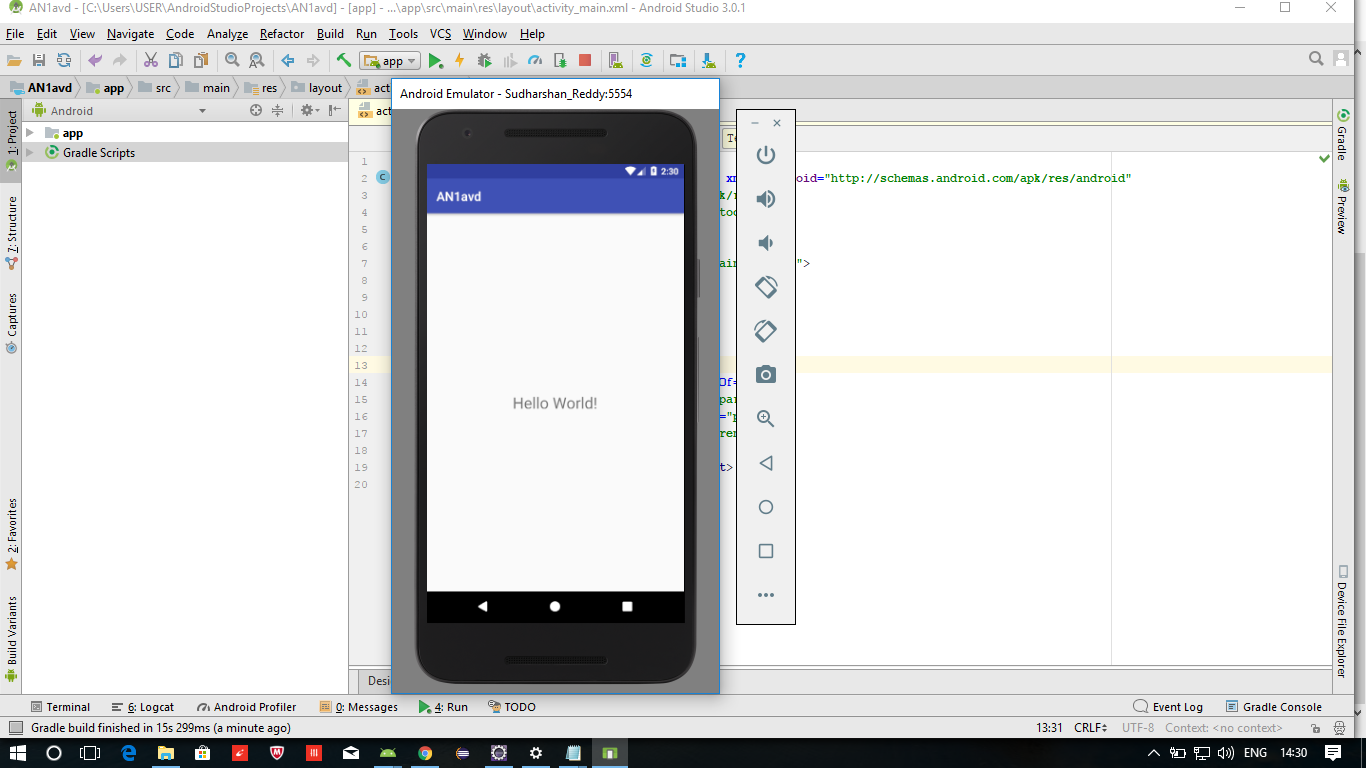 AN1avd - [C:\Users\USER\AndroidStudioProjects\AN1avd] - [app] - ...\app\src\main\res\layout\activity_main.xml - Android Studio 3.0.1
File Edit View Navigate Code Analyze Refactor Build Run Tools VCS Window Help
app
AN1avd app src main res layout act
Android Emulator - Sudharshan_Reddy:5554
Android
act
app
Gradle Scripts
1: Project
7: Structure
Captures
2: Favorites
Build Variants
1
2
3
4
5
6
7
8
9
10
11
12
13
14
15
16
17
18
19
20
2:30
AN1avd
Hello World!
xm oid="http://schemas.android.com/apk/res/android"
k/r
too
ain ">
Of=
par
="p
ren
t>
Gradle
Preview
Device File Explorer
Desi
Terminal 6: Logcat Android Profiler 0: Messages 4: Run TODO Event Log Gradle Console
Gradle build finished in 15s 299ms (a minute ago) 13:31 CRLF UTF-8 Context: <no context>
ENG 14:30